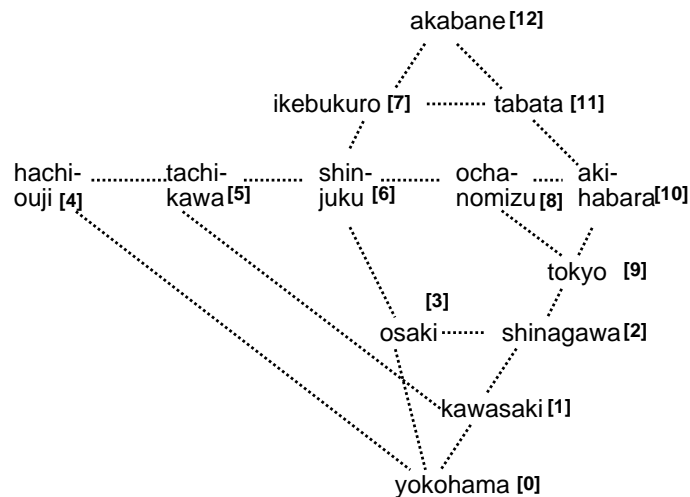 akabane [12]
ikebukuro [7] tabata [11]
hachi- tachi- shin- ocha- aki-
ouji [4] kawa [5] juku [6] nomizu [8] habara [10]
tokyo [9]
[3]
osaki shinagawa [2]
kawasaki [1]
yokohama [0]